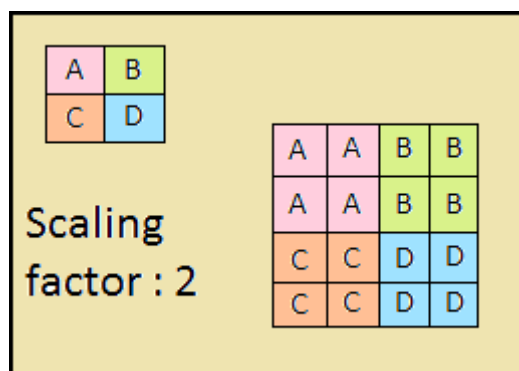 A B
C D
A A B B
A A B B
C C D D
C C D D
Scaling
factor : 2